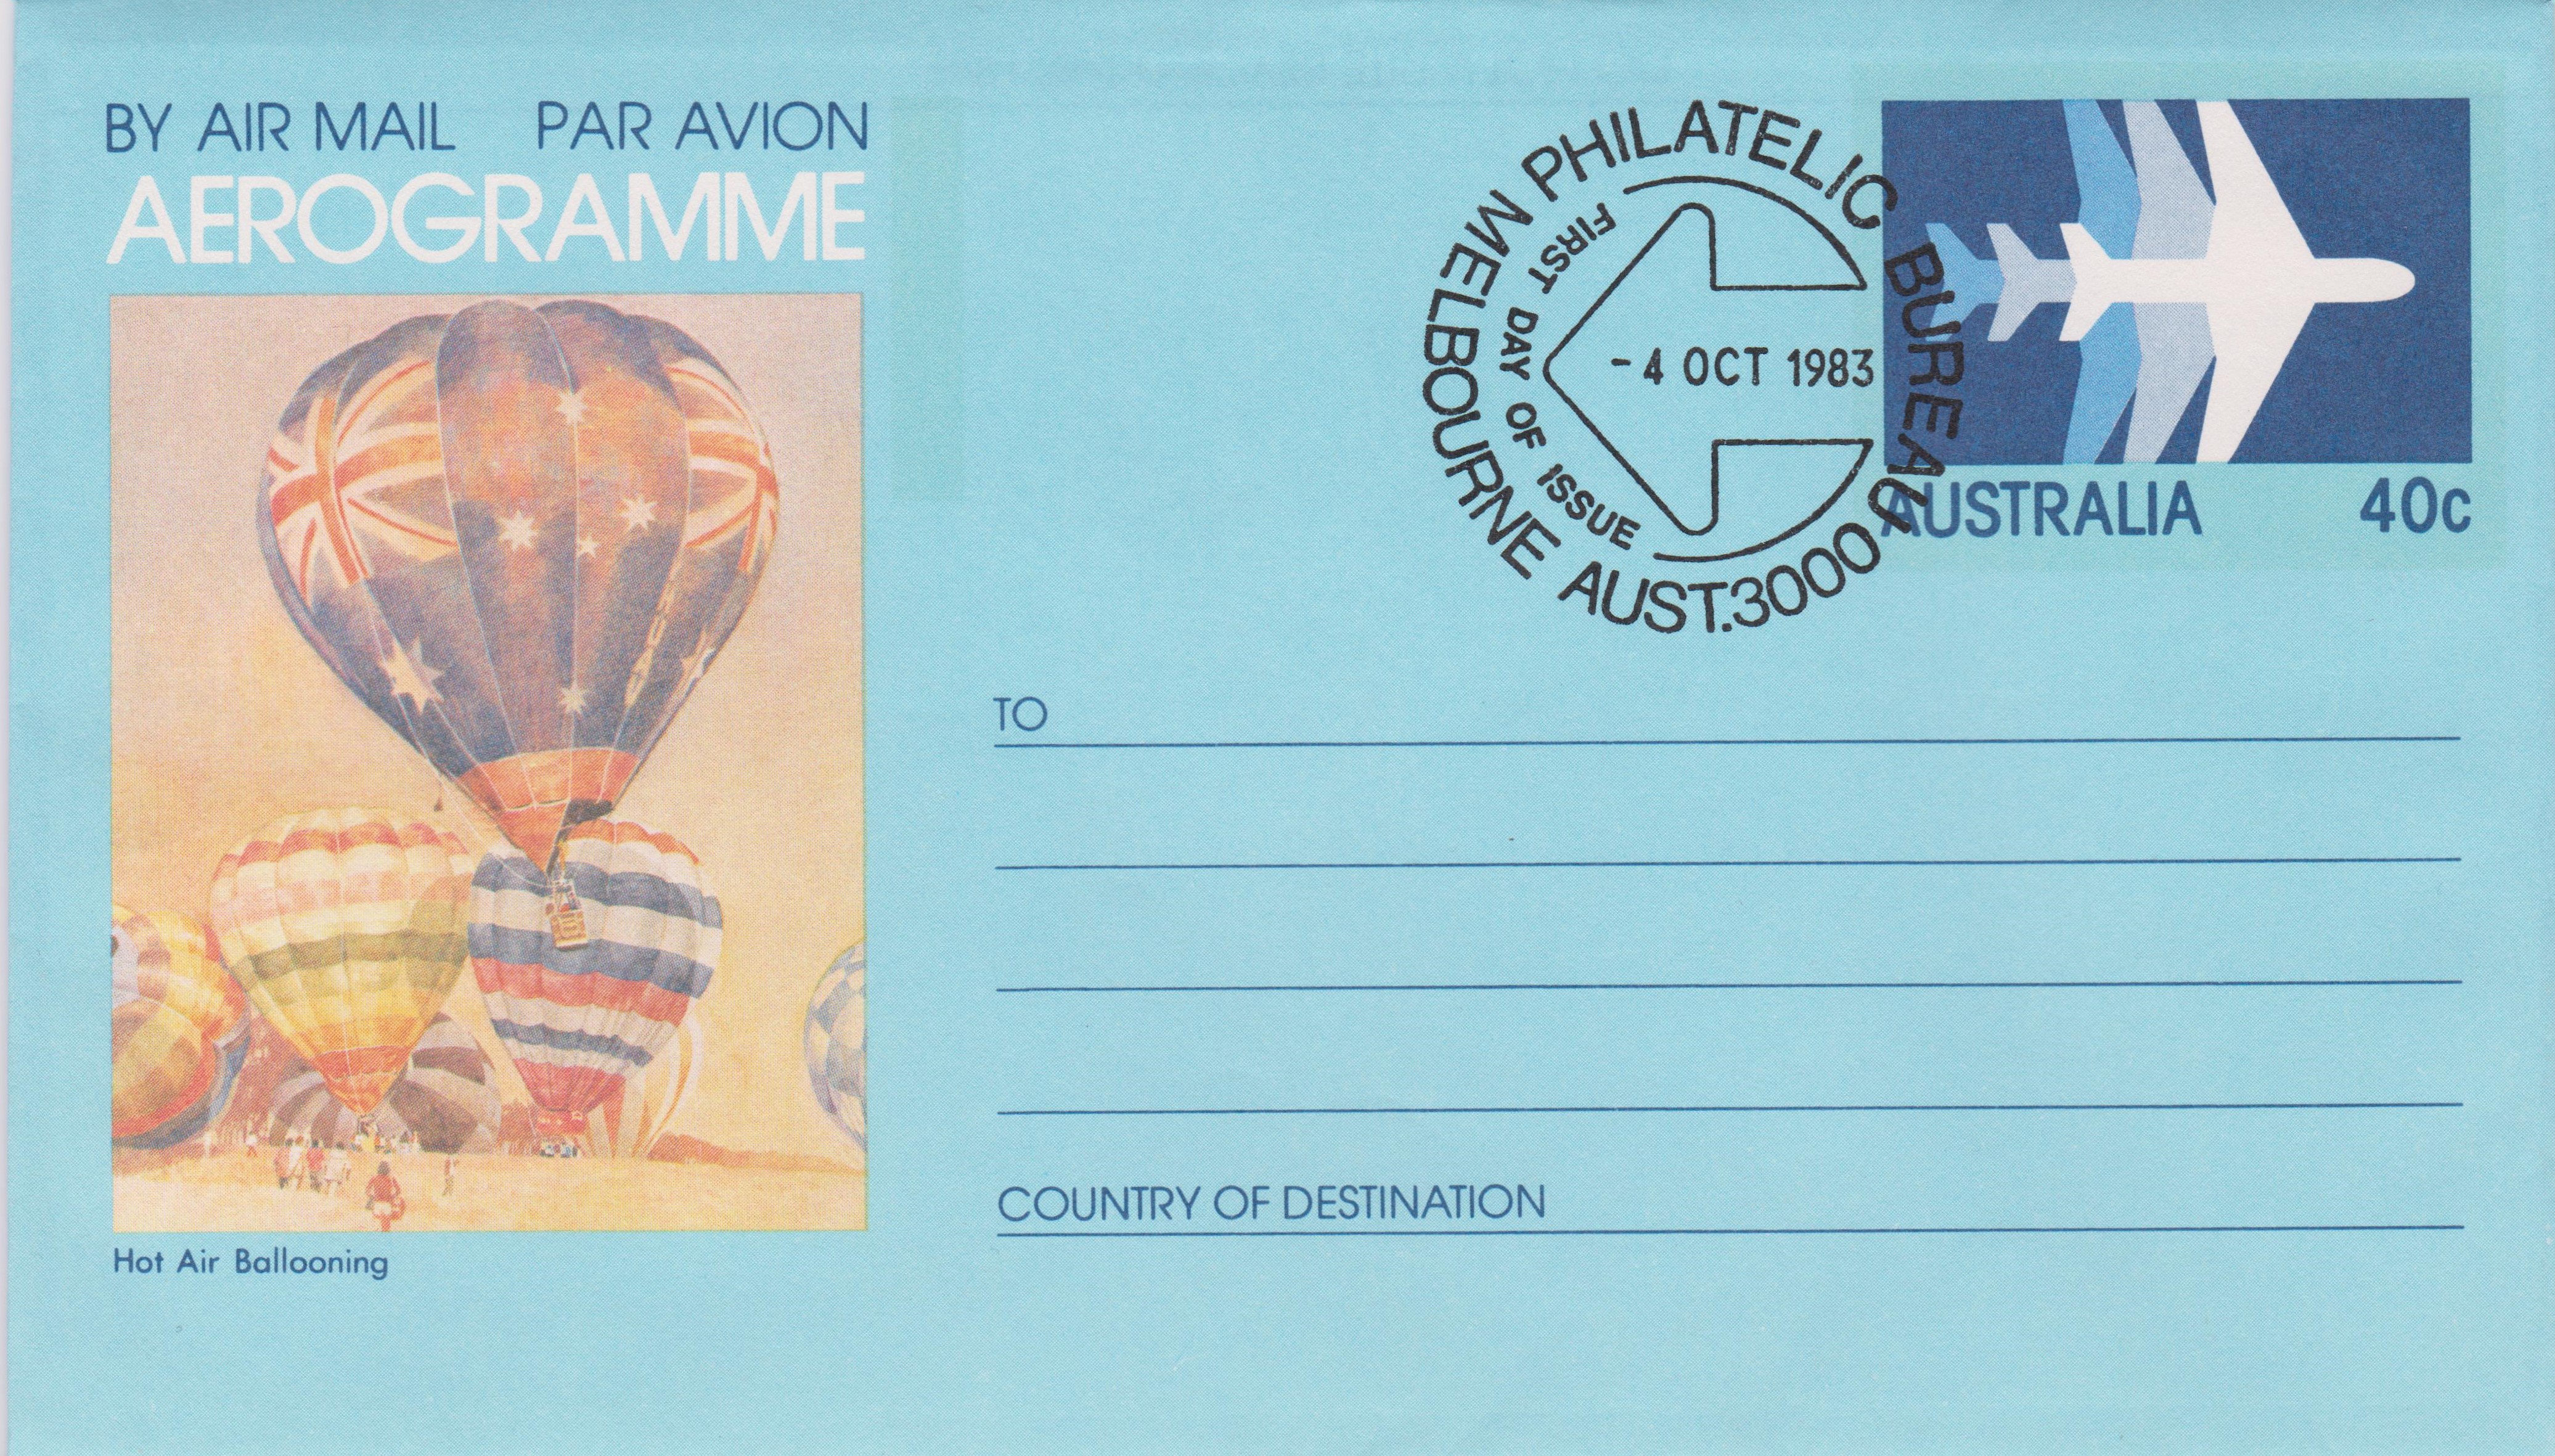 BY AIR MAIL PAR AVION
AEROGRAMME
MELBOURNE PHILATELIC BUREAU
AUST.3000
FIRST DAY OF ISSUE
-4 OCT 1983
AUSTRALIA 40c
TO
COUNTRY OF DESTINATION
Hot Air Ballooning